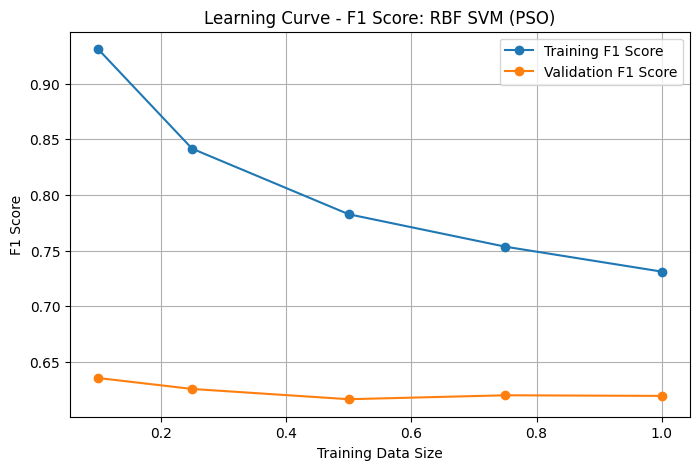 Learning Curve - F1 Score: RBF SVM (PSO)
Training F1 Score
Validation F1 Score
F1 Score
0.90
0.85
0.80
0.75
0.70
0.65
0.2
0.4
0.6
0.8
1.0
Training Data Size